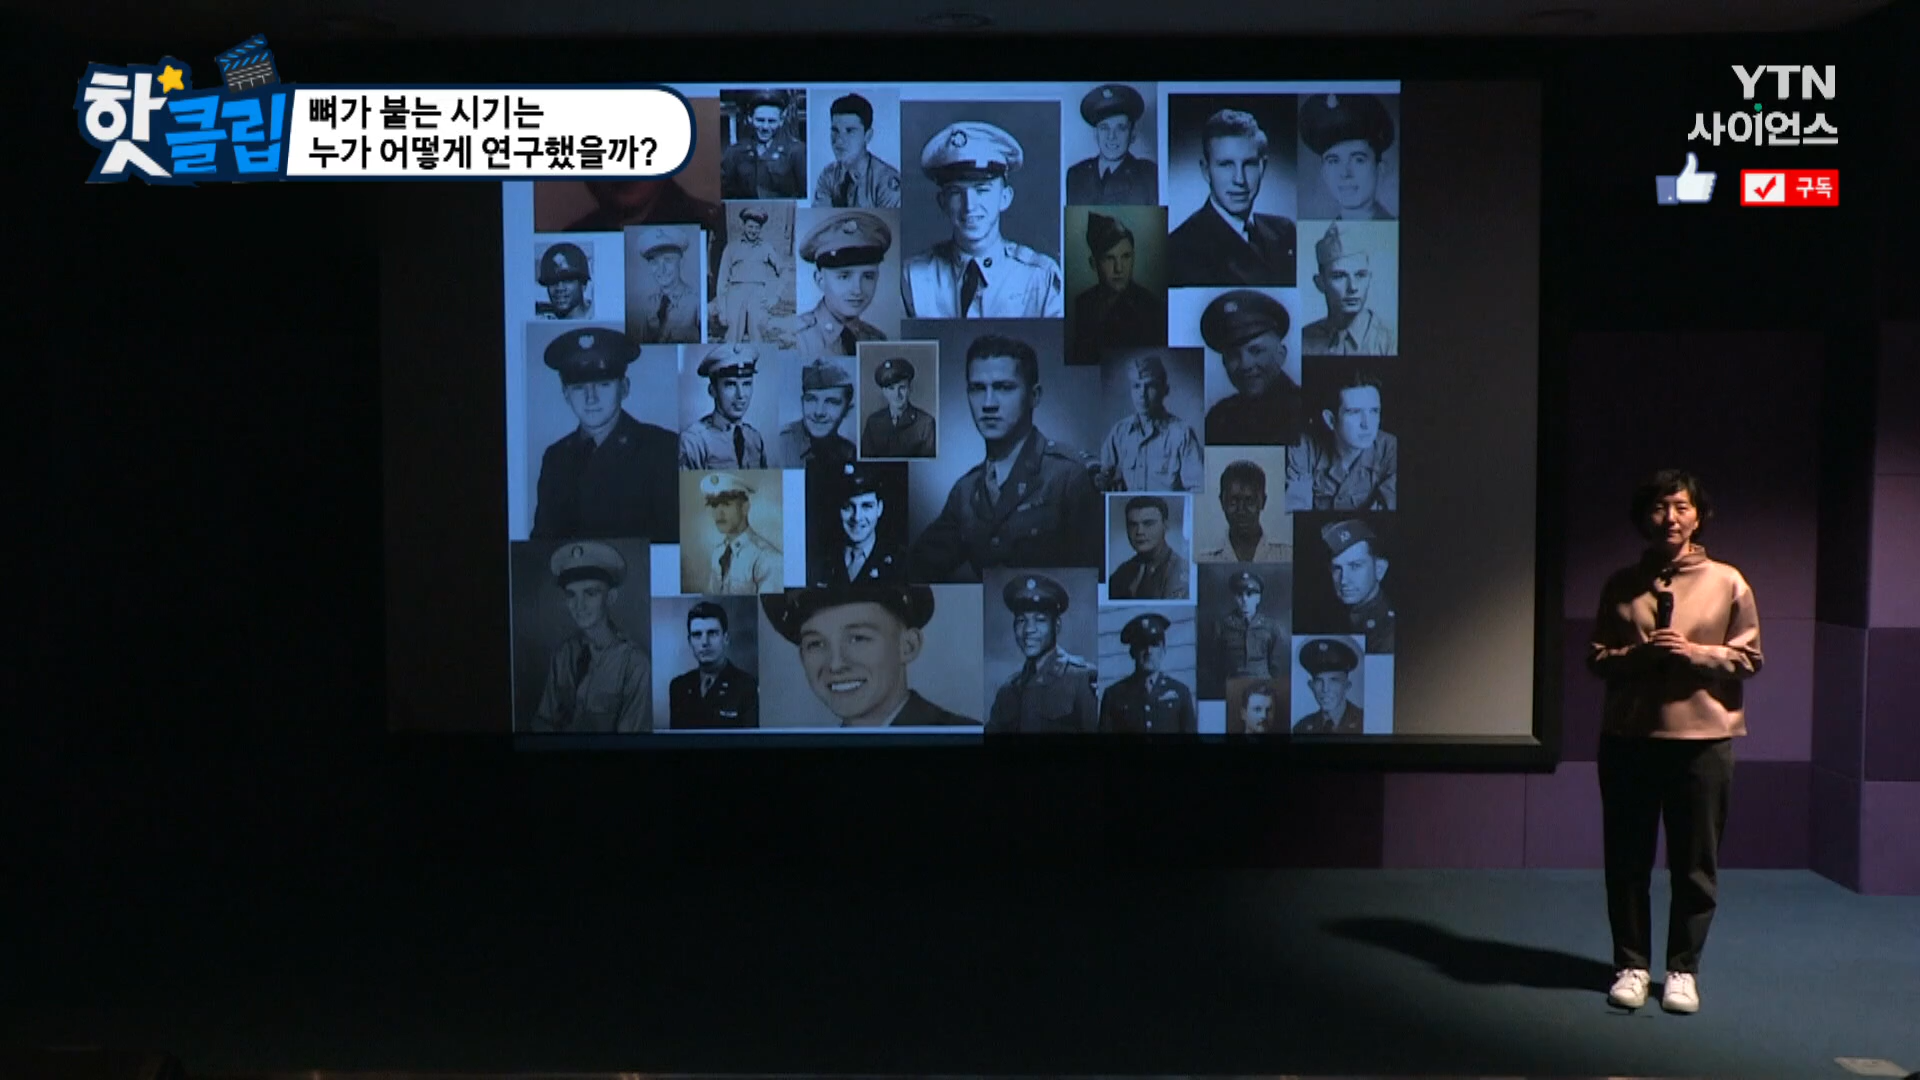 핫클립
뼈가 붙는 시기는
누가 어떻게 연구했을까?
YTN
사이언스
구독